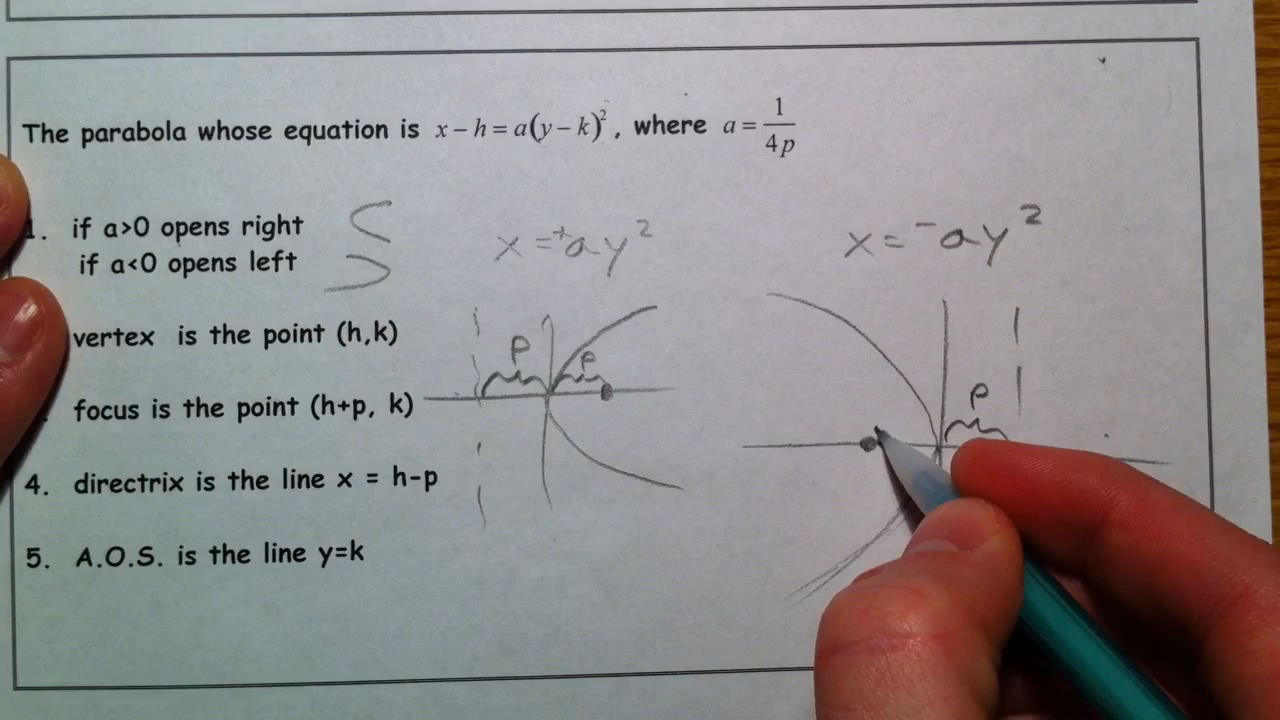 The parabola whose equation is x – h = a(y – k)², where a = 1/4p
1. if a>0 opens right
if a<0 opens left
x = +ay²
x = -ay²
vertex is the point (h,k)
p p
p
focus is the point (h+p, k)
4. directrix is the line x = h-p
5. A.O.S. is the line y=k